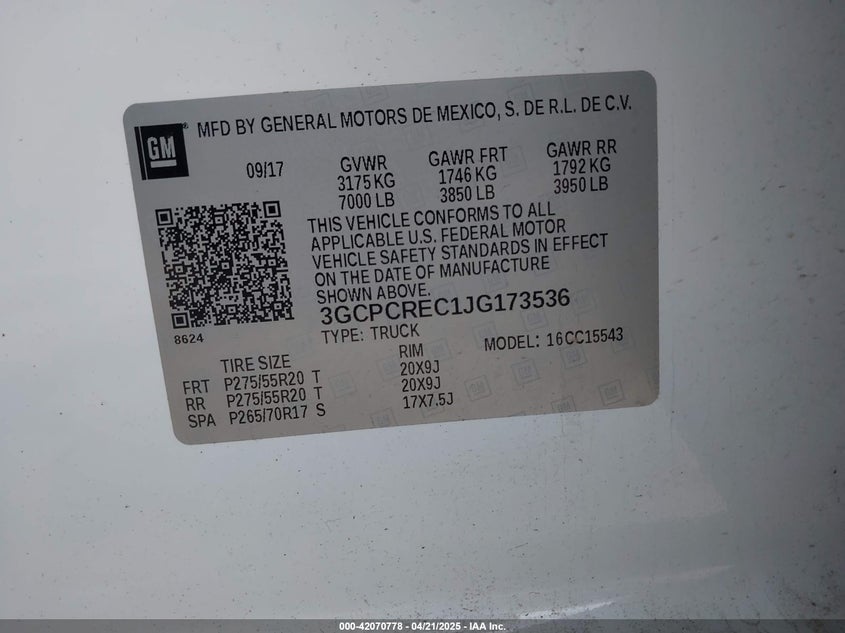 GM
MFD BY GENERAL MOTORS DE MEXICO, S. DE R.L. DE C.V.
09/17 GVWR GAWR FRT GAWR RR
3175 KG 1746 KG 1792 KG
7000 LB 3850 LB 3950 LB
THIS VEHICLE CONFORMS TO ALL
APPLICABLE U.S. FEDERAL MOTOR
VEHICLE SAFETY STANDARDS IN EFFECT
ON THE DATE OF MANUFACTURE
SHOWN ABOVE.
3GCPCREC1JG173536
8624
TYPE: TRUCK MODEL: 16CC15543
TIRE SIZE RIM
FRT P275/55R20 T 20X9J
RR P275/55R20 T 20X9J
SPA P265/70R17 S 17X7.5J
000-42070778 - 04/21/2025 - IAA Inc.